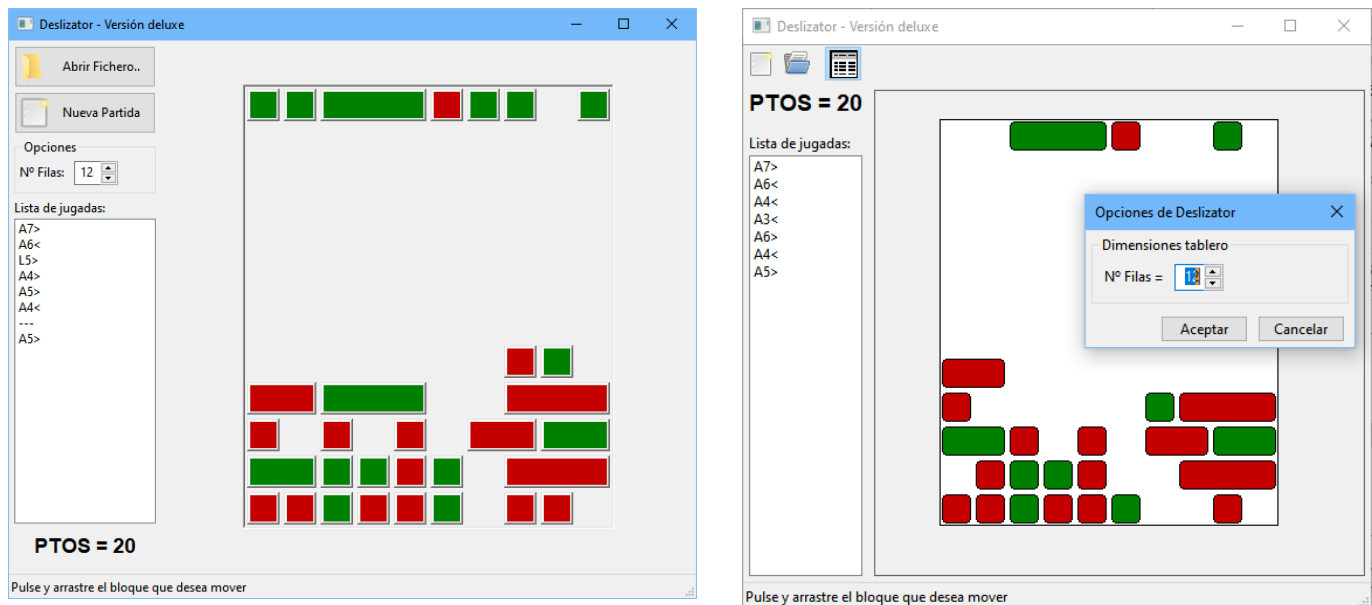 Deslizator - Versión deluxe
Abrir Fichero..
Nueva Partida
Opciones
Nº Filas: 12
Lista de jugadas:
A7>
A6<
L5>
A4>
A5>
A4<
---
A5>
PTOS = 20
Pulse y arrastre el bloque que desea mover
Deslizator - Versión deluxe
PTOS = 20
Lista de jugadas:
A7>
A6<
A4<
A3<
A6>
A4<
A5>
Opciones de Deslizator
Dimensiones tablero
Nº Filas = 12
Aceptar Cancelar
Pulse y arrastre el bloque que desea mover